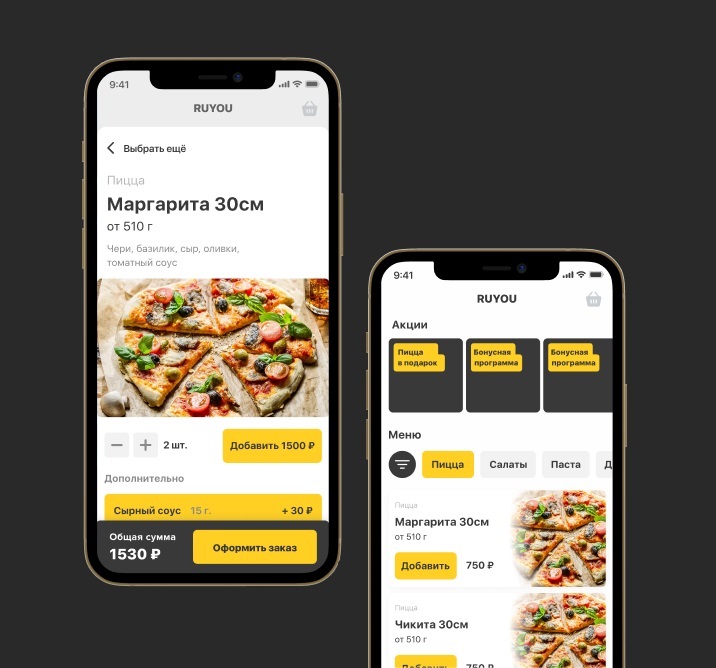 9:41
RUYOU
Выбрать ещё
Пицца
Маргарита 30см
от 510 г
Чери, базилик, сыр, оливки,
томатный соус
2 шт.
Добавить 1500 ₽
Дополнительно
Сырный соус 15 г. + 30 ₽
Общая сумма
1530 ₽
Оформить заказ
9:41
RUYOU
Акции
Пицца
в подарок
Бонусная
программа
Бонусная
программа
Меню
Пицца
Салаты
Паста
Д
Пицца
Маргарита 30см
от 510 г
Добавить 750 ₽
Пицца
Чикита 30см
от 510 г
Добавить 750 ₽